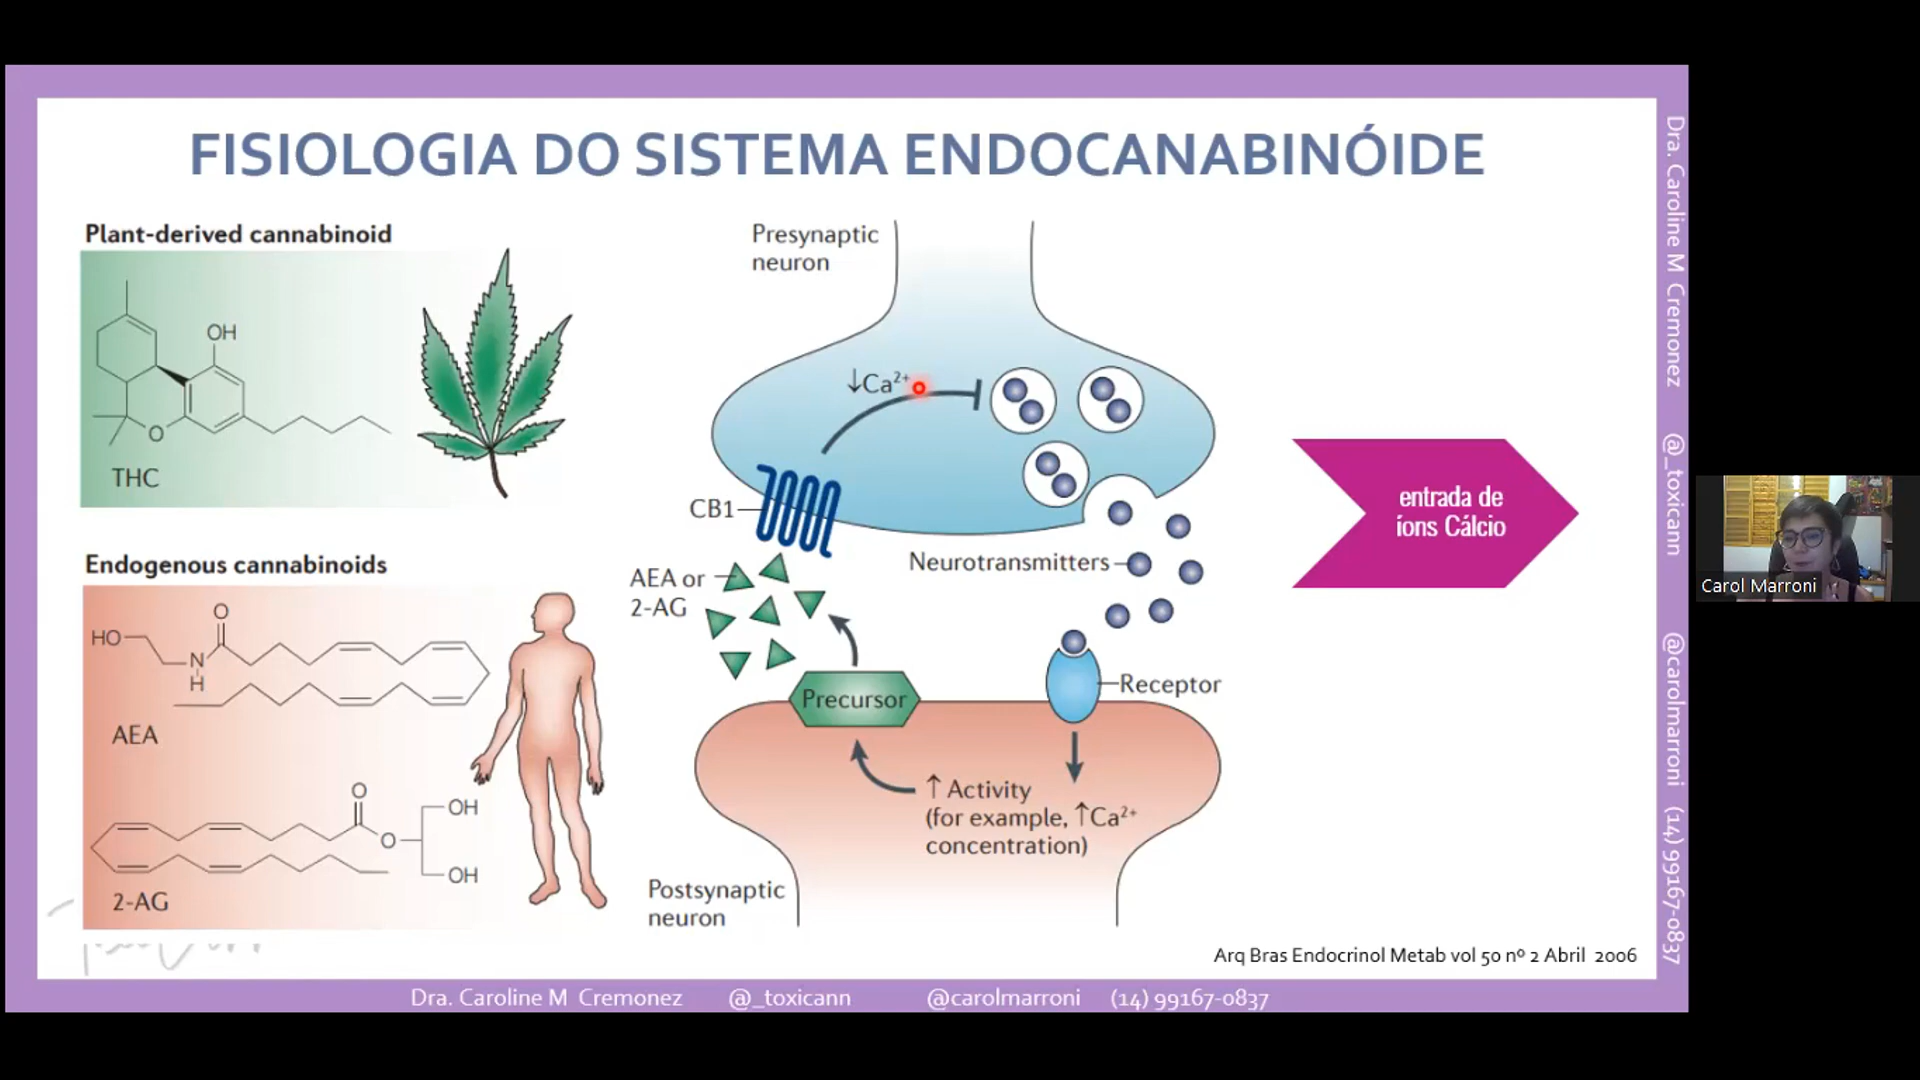 FISIOLOGIA DO SISTEMA ENDOCANABINÓIDE
Plant-derived cannabinoid
OH
O
THC
Endogenous cannabinoids
O
HO
N
H
AEA
O
OH
O
OH
2-AG
Presynaptic
neuron
↓Ca²⁺
CB1
AEA or
2-AG
Neurotransmitters
Precursor
Receptor
↑ Activity
(for example, ↑Ca²⁺
concentration)
Postsynaptic
neuron
entrada de
íons Cálcio
Arq Bras Endocrinol Metab vol 50 nº 2 Abril 2006
Dra. Caroline M Cremonez @_toxicann @carolmarroni (14) 99167-0837
Dra. Caroline M Cremonez @_toxicann @carolmarroni (14) 99167-0837
Carol Marroni